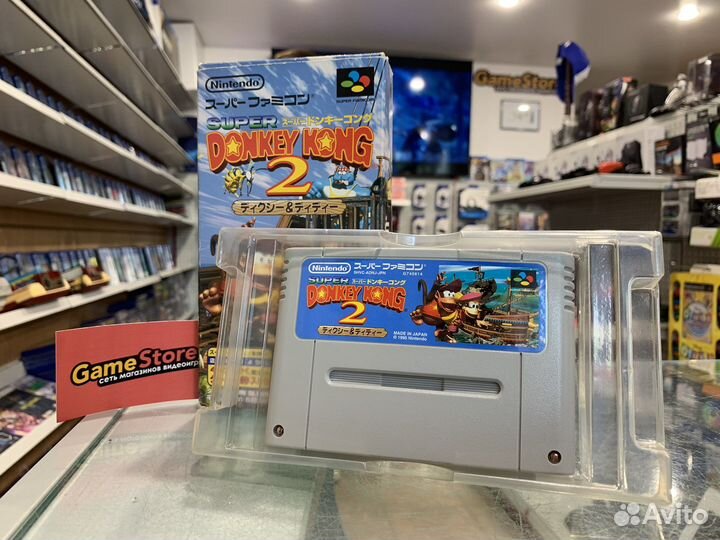 Nintendo
スーパーファミコン
SUPER FAMICOM
SUPER スーパードンキーコング
DONKEY KONG
2
ディクシー&ディディー
GameStore
Nintendo スーパーファミコン
SHVC-ADNJ-JPN
SUPER スーパードンキーコング
DONKEY KONG
2
ディクシー&ディディー
MADE IN JAPAN
© 1995 Nintendo
GameStore
сеть магазинов видеоигр
Avito